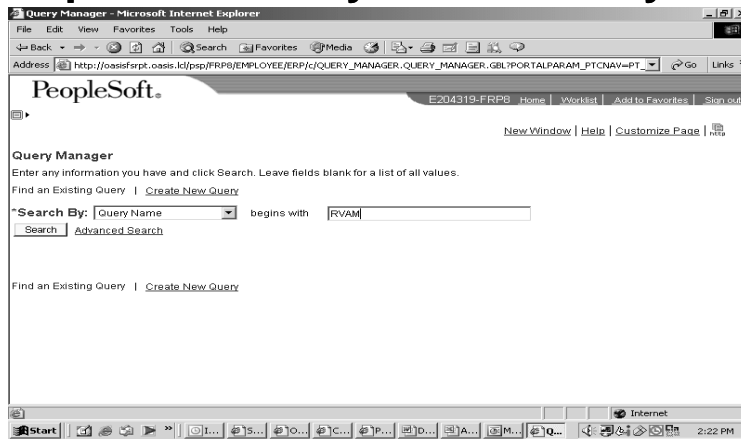 Query Manager - Microsoft Internet Explorer
File Edit View Favorites Tools Help
Back Search Favorites Media
Address http://oasisfsrpt.oasis.lcl/psp/FRP8/EMPLOYEE/ERP/c/QUERY_MANAGER.QUERY_MANAGER.GBL?PORTALPARAM_PTCNAV=PT_ Go Links
PeopleSoft®
E204319-FRP8 Home | Worklist | Add to Favorites | Sign out
New Window | Help | Customize Page | http
Query Manager
Enter any information you have and click Search. Leave fields blank for a list of all values.
Find an Existing Query | Create New Query
*Search By: Query Name begins with RVAM
Search Advanced Search
Find an Existing Query | Create New Query
Internet
Start » I... S... O... C... P... D... A... M... Q... 2:22 PM